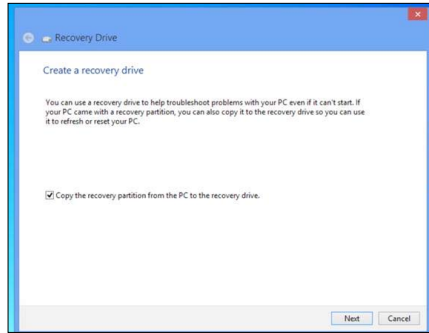 Recovery Drive
Create a recovery drive
You can use a recovery drive to help troubleshoot problems with your PC even if it can't start. If
your PC came with a recovery partition, you can also copy it to the recovery drive so you can use
it to refresh or reset your PC.
Copy the recovery partition from the PC to the recovery drive.
Next Cancel